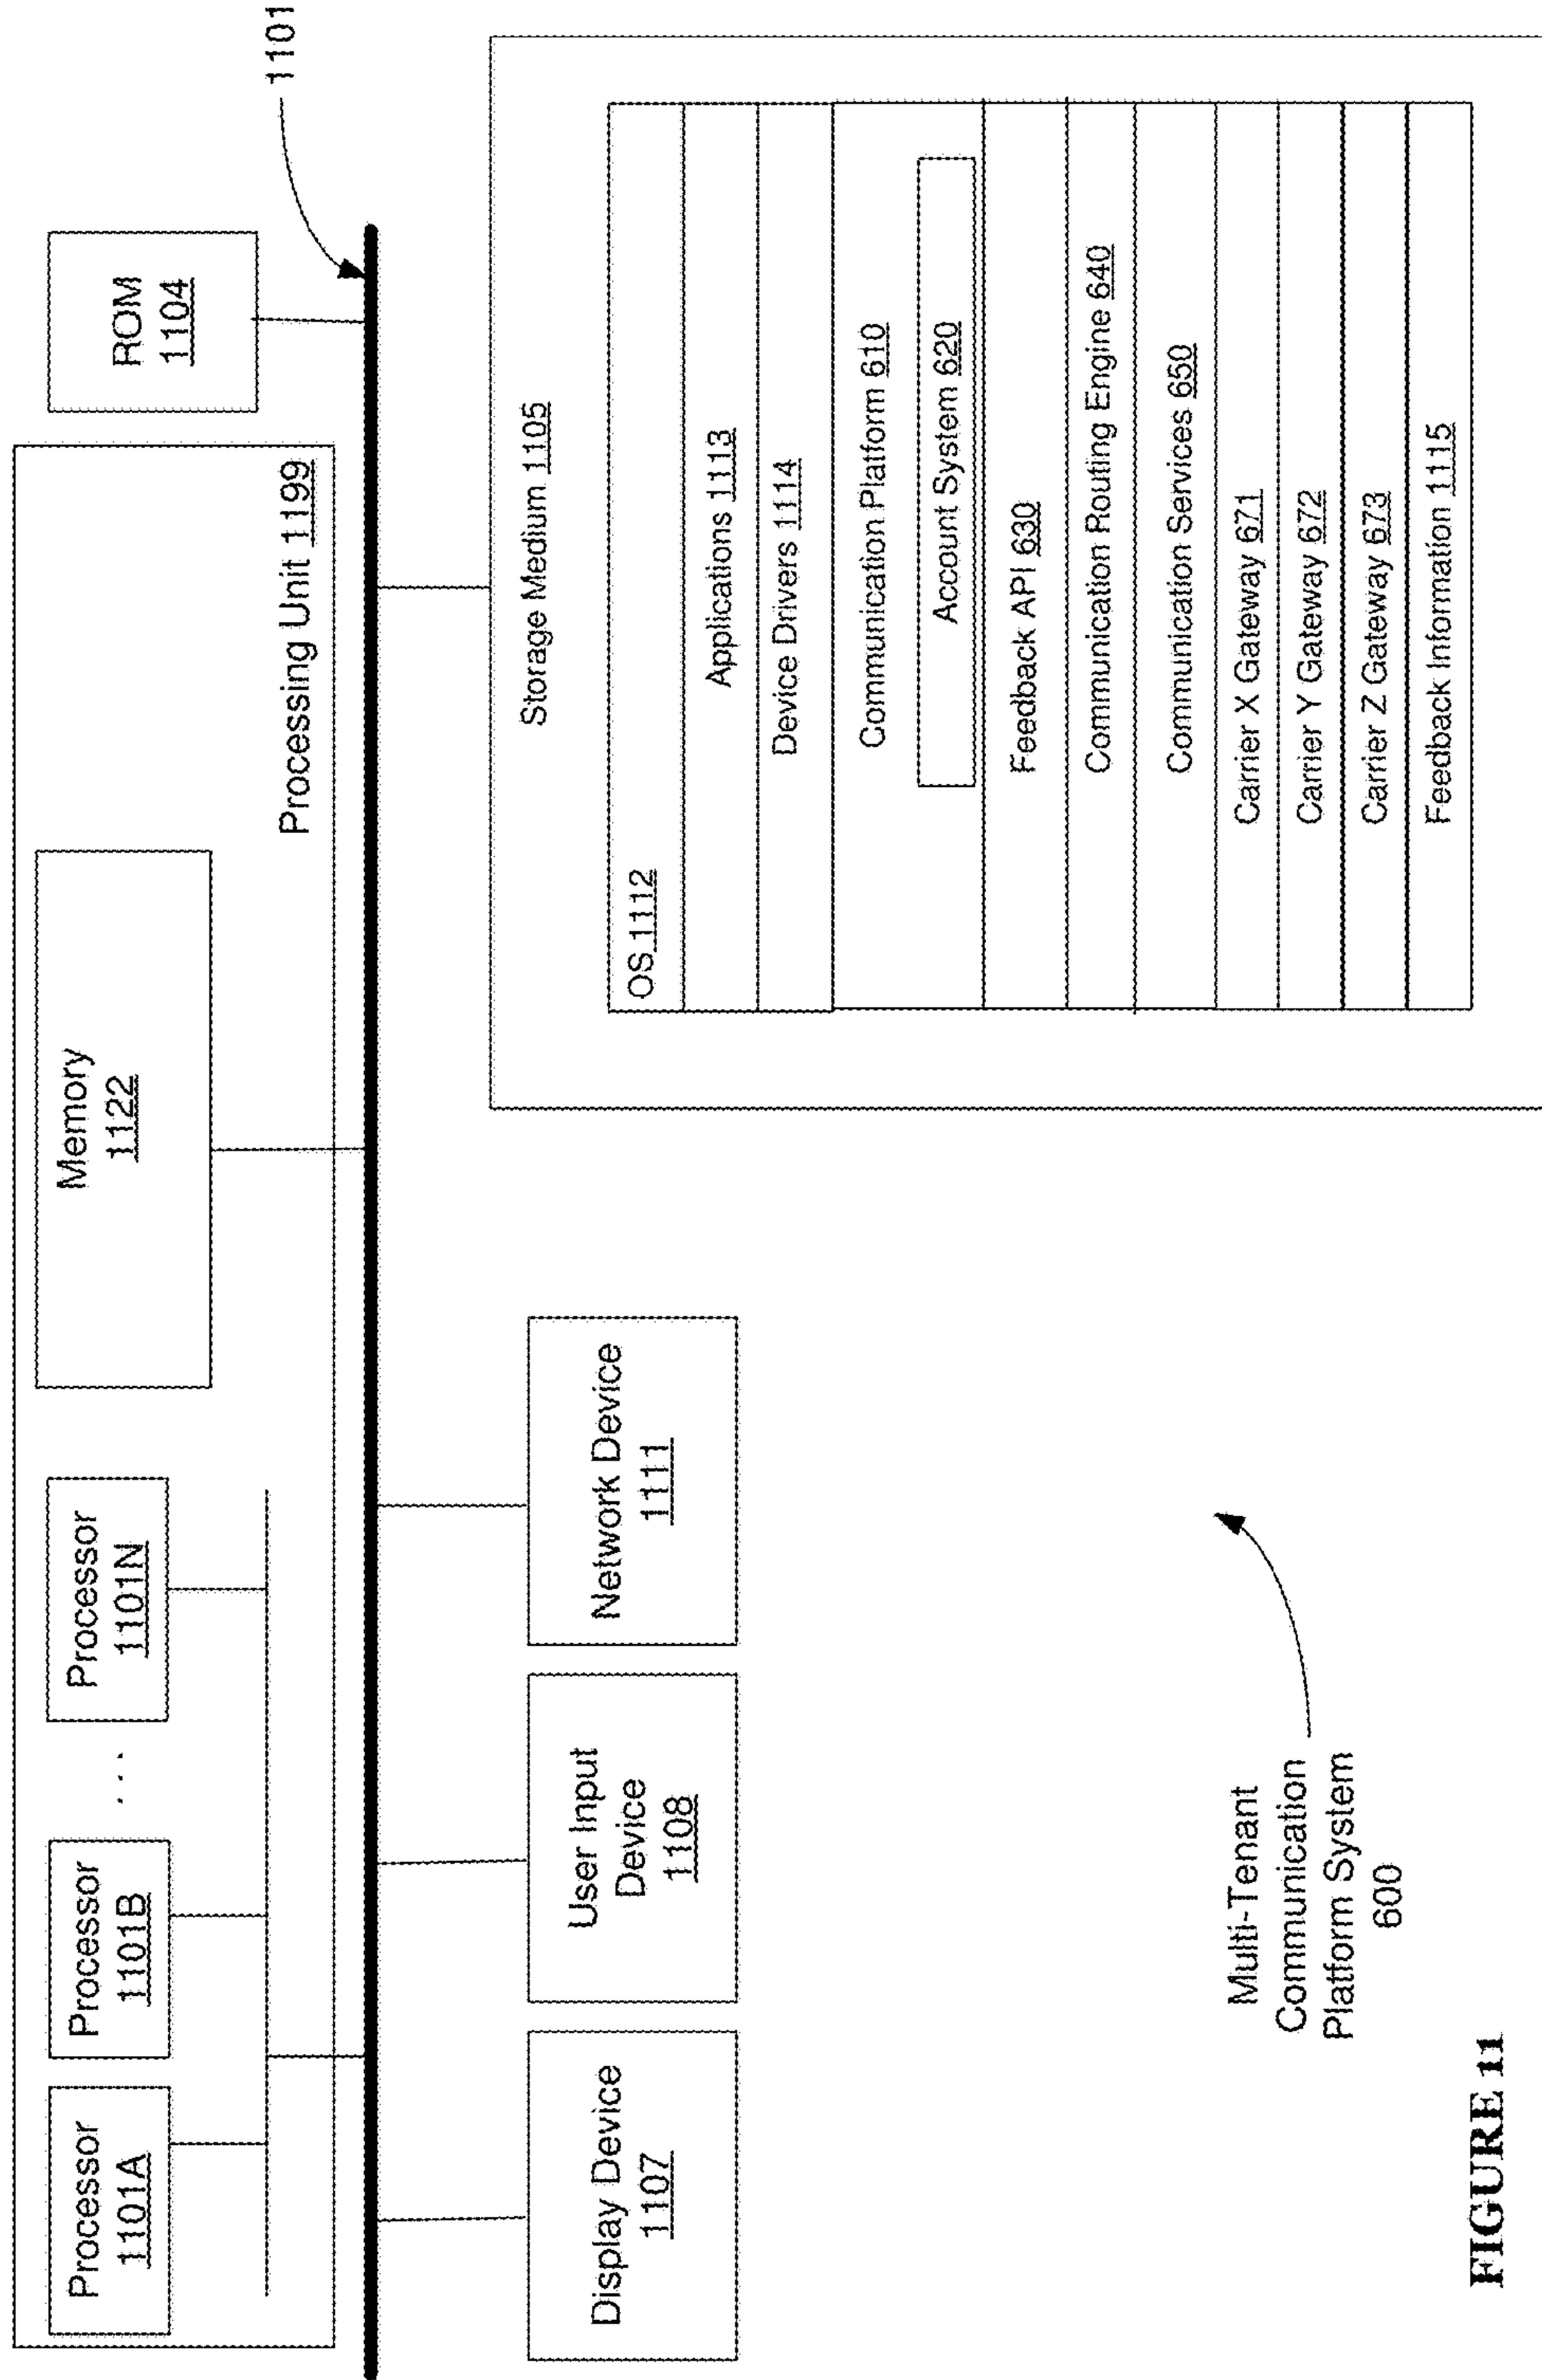 Processor
1101A
Processor
1101B
. . .
Processor
1101N
Memory
1122
Processing Unit 1199
ROM
1104
1101
Display Device
1107
User Input
Device
1108
Network Device
1111
Storage Medium 1105
OS 1112
Applications 1113
Device Drivers 1114
Communication Platform 610
Account System 620
Feedback API 630
Communication Routing Engine 640
Communication Services 650
Carrier X Gateway 671
Carrier Y Gateway 672
Carrier Z Gateway 673
Feedback Information 1115
Multi-Tenant
Communication
Platform System
600
FIGURE 11